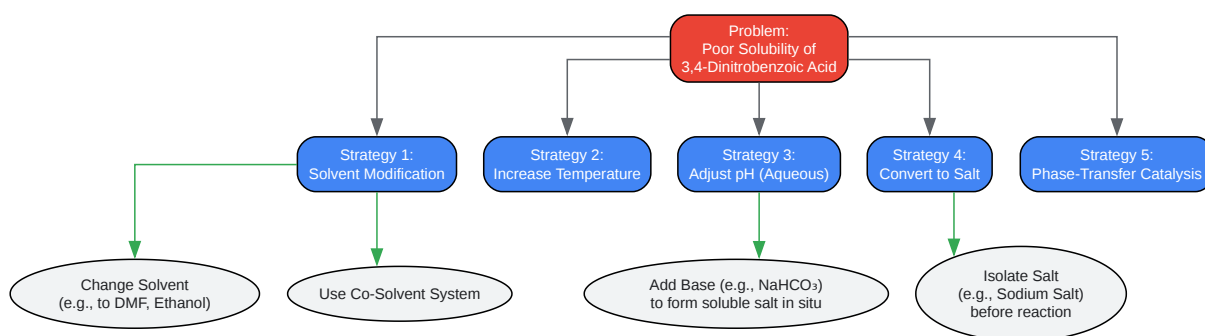 Problem:
Poor Solubility of
3,4-Dinitrobenzoic Acid
Strategy 1:
Solvent Modification
Strategy 2:
Increase Temperature
Strategy 3:
Adjust pH (Aqueous)
Strategy 4:
Convert to Salt
Strategy 5:
Phase-Transfer Catalysis
Change Solvent
(e.g., to DMF, Ethanol)
Use Co-Solvent System
Add Base (e.g., NaHCO₃)
to form soluble salt in situ
Isolate Salt
(e.g., Sodium Salt)
before reaction